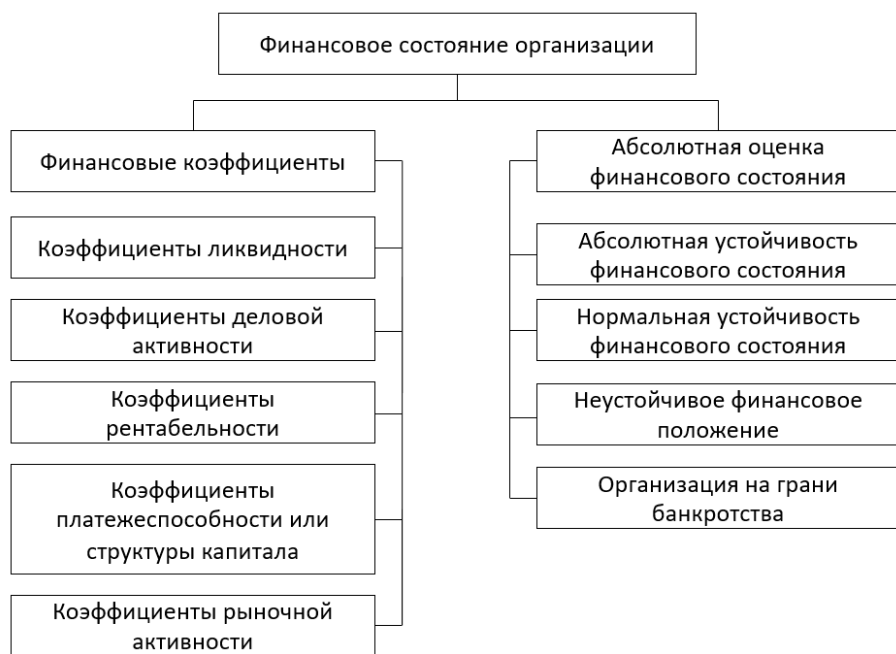 Финансовое состояние организации
Финансовые коэффициенты
Коэффициенты ликвидности
Коэффициенты деловой
активности
Коэффициенты
рентабельности
Коэффициенты
платежеспособности или
структуры капитала
Коэффициенты рыночной
активности
Абсолютная оценка
финансового состояния
Абсолютная устойчивость
финансового состояния
Нормальная устойчивость
финансового состояния
Неустойчивое финансовое
положение
Организация на грани
банкротства